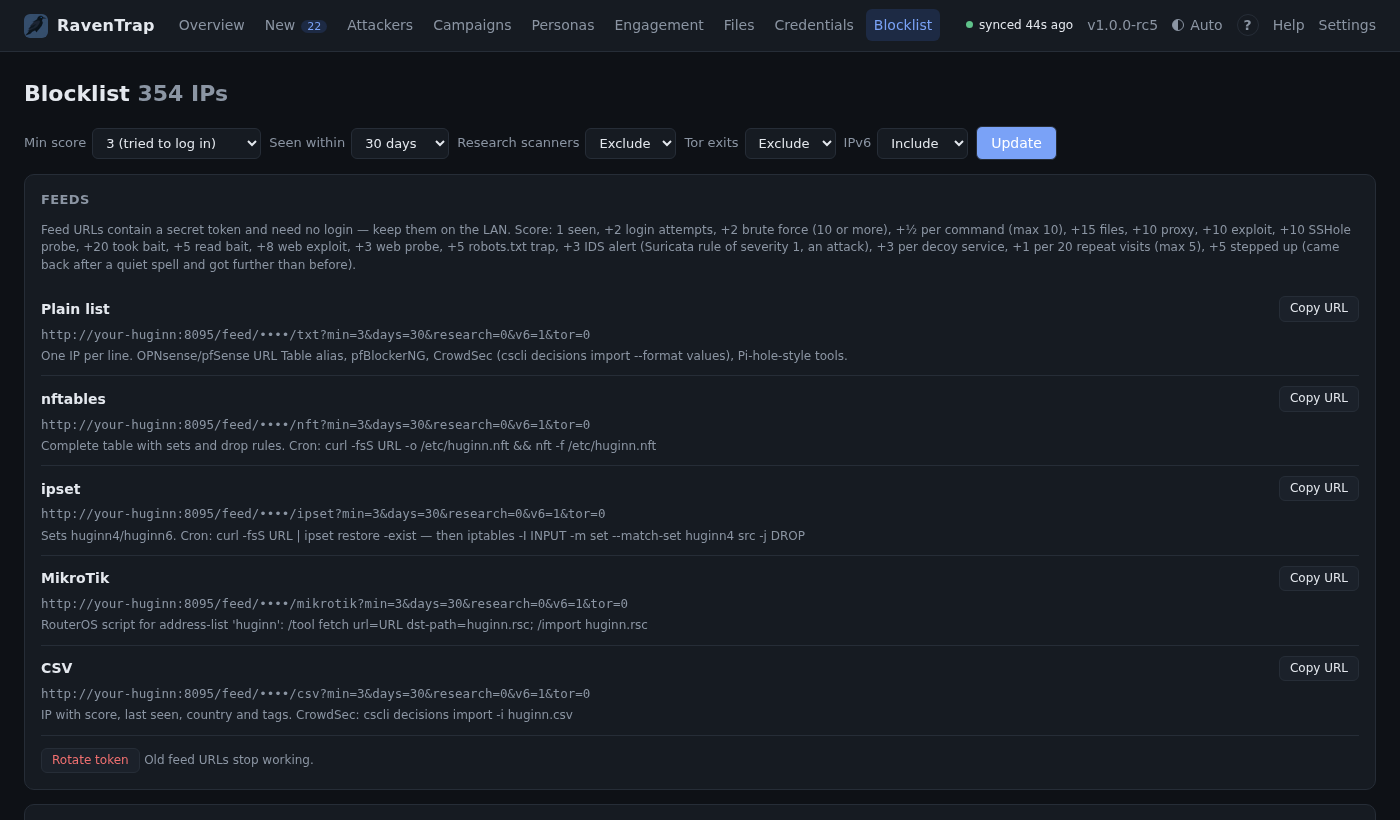 RavenTrap Overview New 22 Attackers Campaigns Personas Engagement Files Credentials Blocklist synced 44s ago v1.0.0-rc5 Auto ? Help Settings
Blocklist 354 IPs
Min score 3 (tried to log in) Seen within 30 days Research scanners Exclude Tor exits Exclude IPv6 Include Update
FEEDS
Feed URLs contain a secret token and need no login — keep them on the LAN. Score: 1 seen, +2 login attempts, +2 brute force (10 or more), +½ per command (max 10), +15 files, +10 proxy, +10 exploit, +10 SSHole
probe, +20 took bait, +5 read bait, +8 web exploit, +3 web probe, +5 robots.txt trap, +3 IDS alert (Suricata rule of severity 1, an attack), +3 per decoy service, +1 per 20 repeat visits (max 5), +5 stepped up (came
back after a quiet spell and got further than before).
Plain list Copy URL
http://your-huginn:8095/feed/••••/txt?min=3&days=30&research=0&v6=1&tor=0
One IP per line. OPNsense/pfSense URL Table alias, pfBlockerNG, CrowdSec (cscli decisions import --format values), Pi-hole-style tools.
nftables Copy URL
http://your-huginn:8095/feed/••••/nft?min=3&days=30&research=0&v6=1&tor=0
Complete table with sets and drop rules. Cron: curl -fsS URL -o /etc/huginn.nft && nft -f /etc/huginn.nft
ipset Copy URL
http://your-huginn:8095/feed/••••/ipset?min=3&days=30&research=0&v6=1&tor=0
Sets huginn4/huginn6. Cron: curl -fsS URL | ipset restore -exist — then iptables -I INPUT -m set --match-set huginn4 src -j DROP
MikroTik Copy URL
http://your-huginn:8095/feed/••••/mikrotik?min=3&days=30&research=0&v6=1&tor=0
RouterOS script for address-list 'huginn': /tool fetch url=URL dst-path=huginn.rsc; /import huginn.rsc
CSV Copy URL
http://your-huginn:8095/feed/••••/csv?min=3&days=30&research=0&v6=1&tor=0
IP with score, last seen, country and tags. CrowdSec: cscli decisions import -i huginn.csv
Rotate token Old feed URLs stop working.